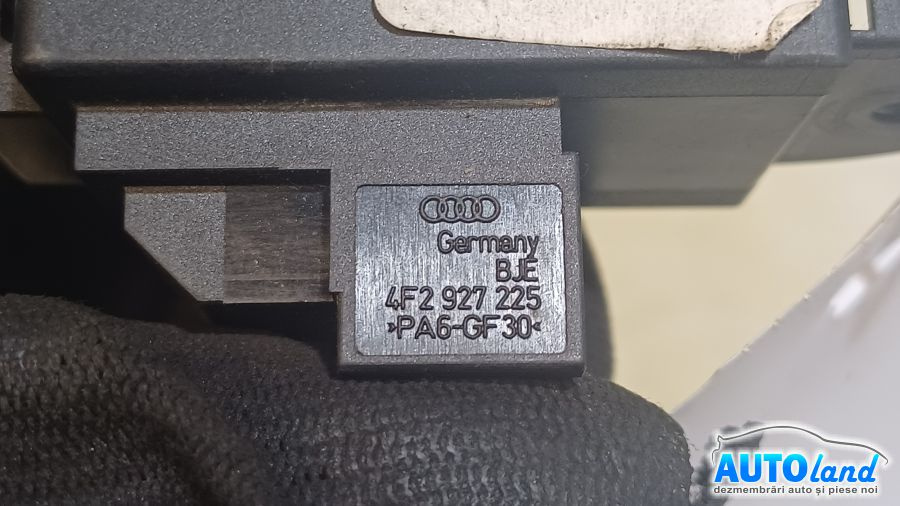 Germany
BJE
4F2 927 225
>PA6-GF30<
AUTOland
dezmembrări auto și piese noi